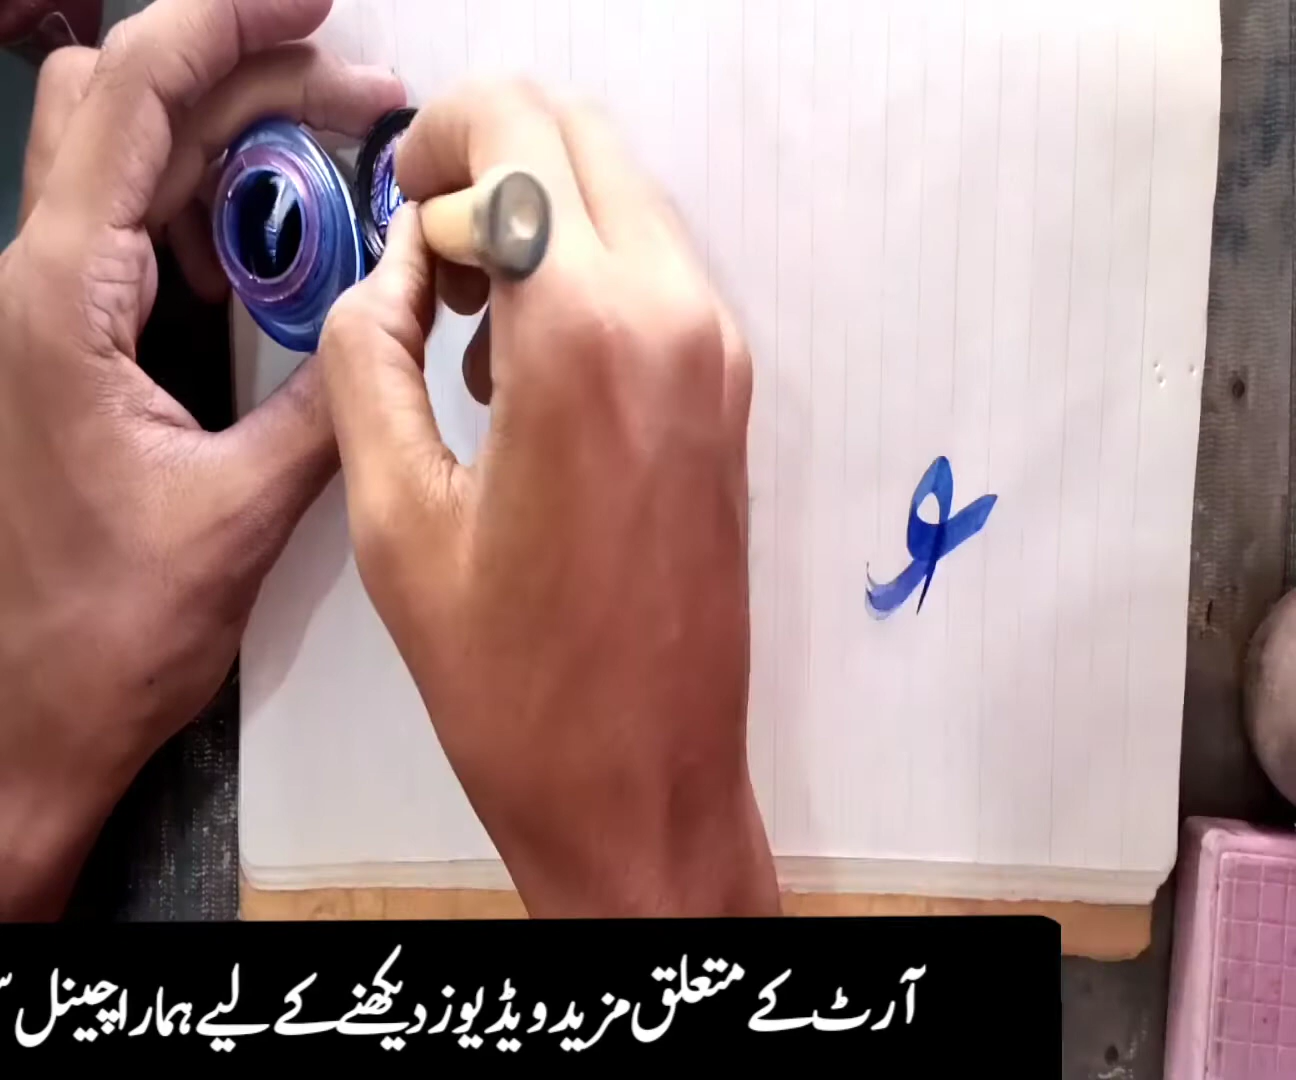 آرٹ کے متعلق مزید ویڈیوز دیکھنے کے لیے ہمارا چینل